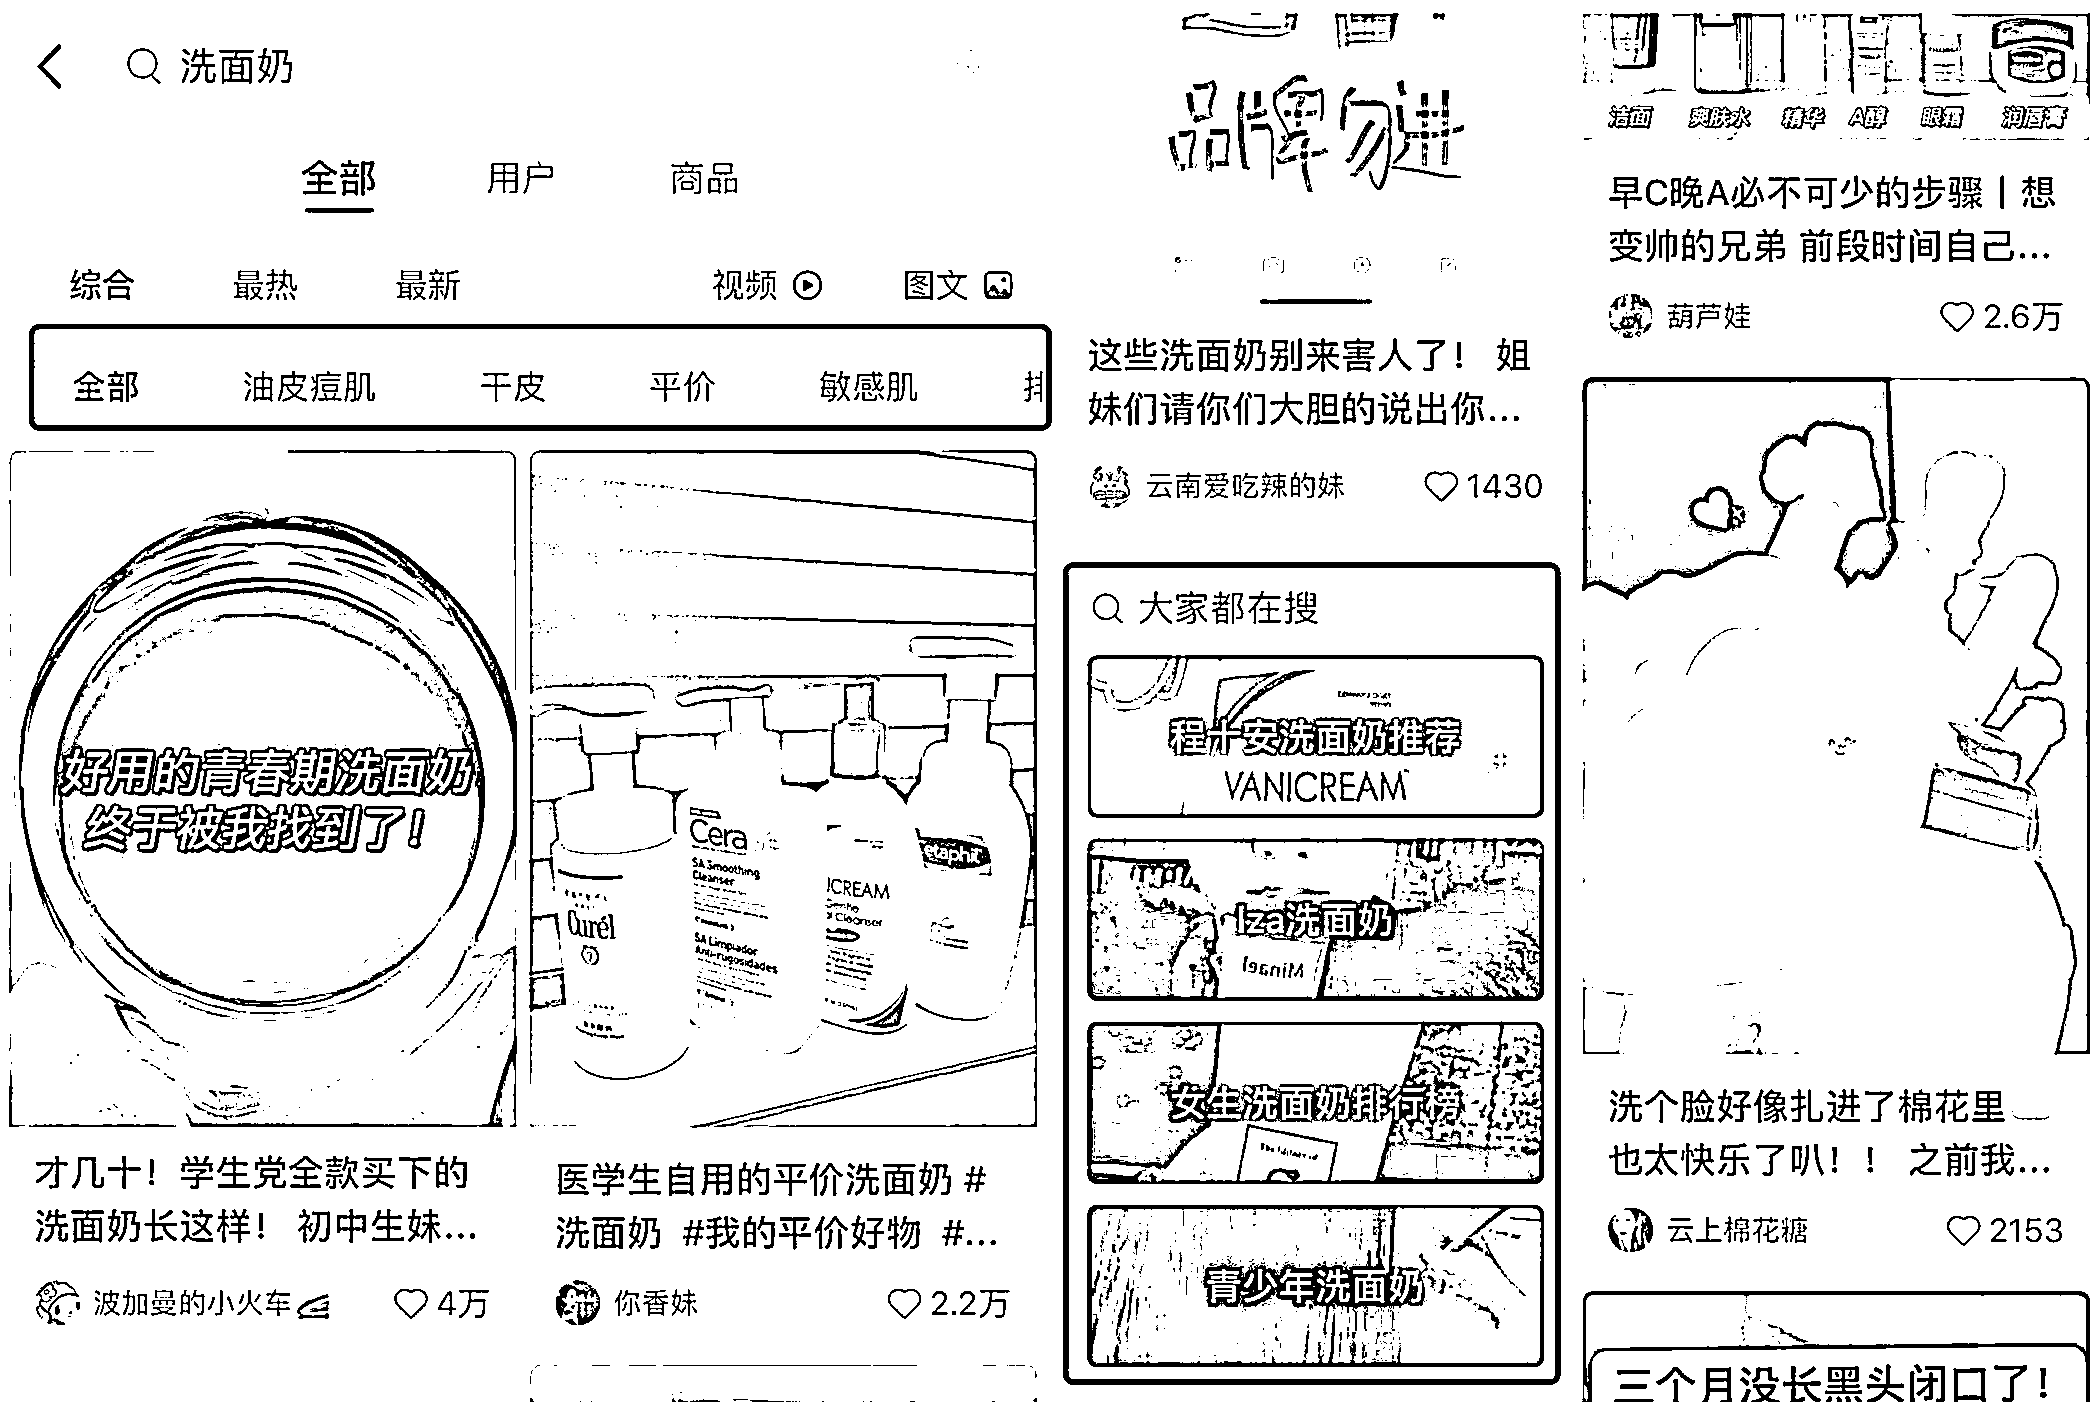 洗面奶
全部 用户 商品
综合 最热 最新 视频 图文
全部 油皮痘肌 干皮 平价 敏感肌
好用的青春期洗面奶
终于被我找到了！
才几十！学生党全款买下的
洗面奶长这样！ 初中生妹...
波加曼的小火车 4万
Curél
Cera
SA Smoothing
Cleanser
SA Limpiador
Anti-rugosidades
ICREAM
Cleanser
etaphil
医学生自用的平价洗面奶 #
洗面奶 #我的平价好物 #...
你香妹 2.2万
品牌勿进
这些洗面奶别来害人了！ 姐
妹们请你们大胆的说出你...
云南爱吃辣的妹 1430
大家都在搜
程十安洗面奶推荐
VANICREAM
lza洗面奶
Minael
女生洗面奶排行榜
青少年洗面奶
洁面 爽肤水 精华 A醇 眼霜 润唇膏
早C晚A必不可少的步骤｜想
变帅的兄弟 前段时间自己...
葫芦娃 2.6万
洗个脸好像扎进了棉花里
也太快乐了叭！！ 之前我...
云上棉花糖 2153
三个月没长黑头闭口了！